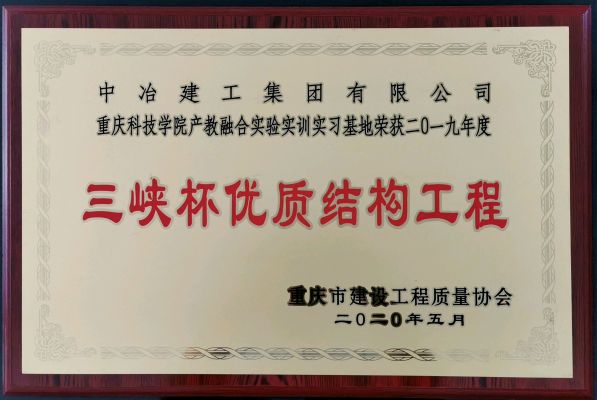 中冶建工集团有限公司
重庆科技学院产教融合实验实训实习基地荣获二0一九年度
三峡杯优质结构工程
重庆市建设工程质量协会
二0二0年五月